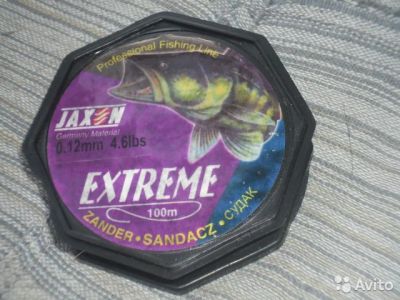 Professional Fishing Line
JAXON
Germany Material
0.12mm 4.6lbs
EXTREME
100m
ZANDER • SANDACZ • СУДАК
Avito